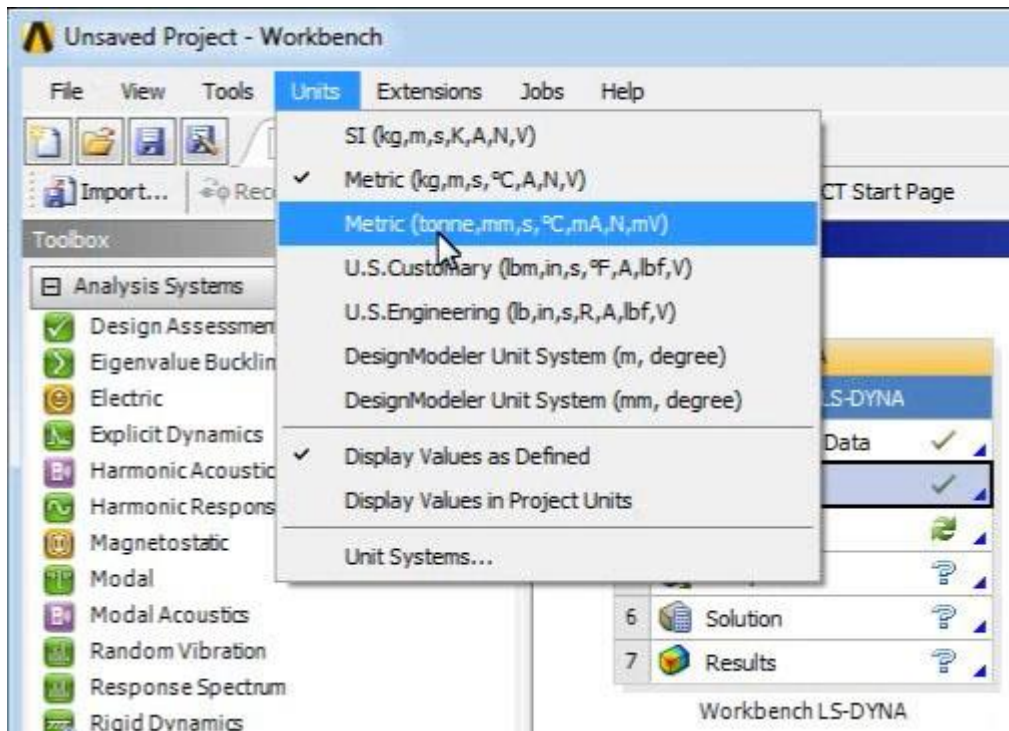 Unsaved Project - Workbench
File View Tools Units Extensions Jobs Help
SI (kg,m,s,K,A,N,V)
Metric (kg,m,s,°C,A,N,V)
Import... CT Start Page
Metric (tonne,mm,s,°C,mA,N,mV)
Toolbox
U.S.Customary (lbm,in,s,°F,A,lbf,V)
Analysis Systems
U.S.Engineering (lb,in,s,R,A,lbf,V)
Design Assessmen
DesignModeler Unit System (m, degree)
Eigenvalue Bucklin
DesignModeler Unit System (mm, degree)
LS-DYNA
Electric
Explicit Dynamics
Data
Display Values as Defined
Harmonic Acoustic
Display Values in Project Units
Harmonic Respons
Magnetostatic
Unit Systems...
Modal
Modal Acoustics
6 Solution
Random Vibration
7 Results
Response Spectrum
Workbench LS-DYNA
Rigid Dynamics